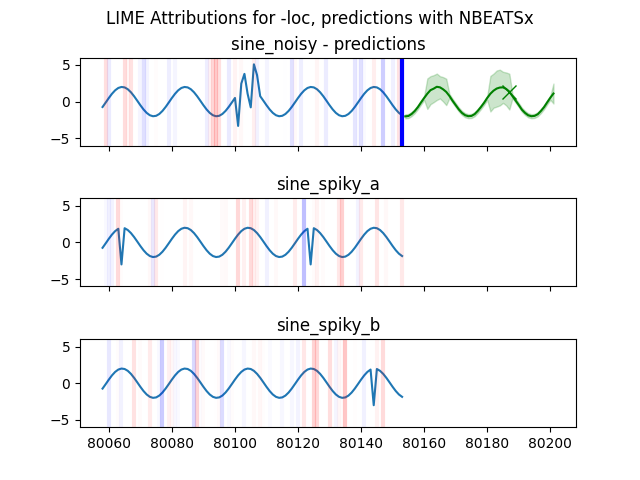 LIME Attributions for -loc, predictions with NBEATSx
sine_noisy - predictions
5
0
−5
sine_spiky_a
5
0
−5
sine_spiky_b
5
0
−5
80060 80080 80100 80120 80140 80160 80180 80200